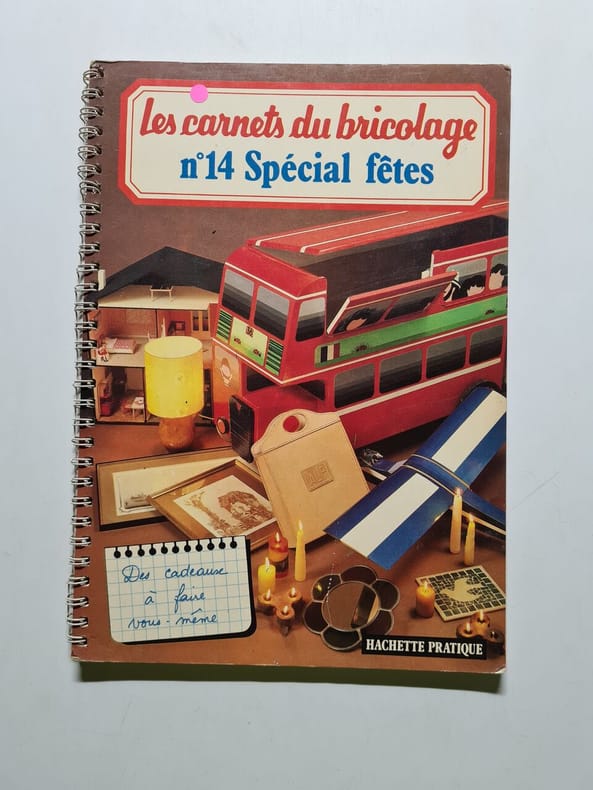 Les carnets du bricolage
n°14 Spécial fêtes
Des cadeaux
à faire
vous-même
HACHETTE PRATIQUE